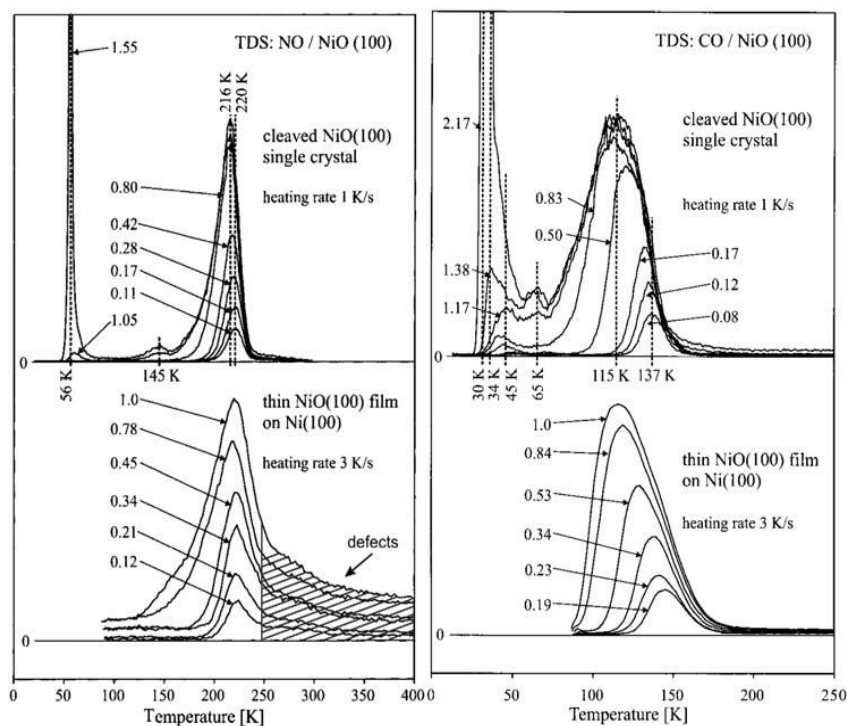 TDS: NO / NiO (100)
1.55
216 K
220 K
cleaved NiO(100)
single crystal
0.80
heating rate 1 K/s
0.42
0.28
0.17
0.11
1.05
0
56 K
145 K
1.0
thin NiO(100) film
on Ni(100)
0.78
heating rate 3 K/s
0.45
0.34
0.21
0.12
defects
0
0 50 100 150 200 250 300 350 400
Temperature [K]
TDS: CO / NiO (100)
2.17
cleaved NiO(100)
single crystal
0.83
heating rate 1 K/s
0.50
0.17
1.38
0.12
1.17
0.08
0
30 K
34 K
45 K
65 K
115 K
137 K
1.0
0.84
thin NiO(100) film
on Ni(100)
0.53
heating rate 3 K/s
0.34
0.23
0.19
0
50 100 150 200 250
Temperature [K]